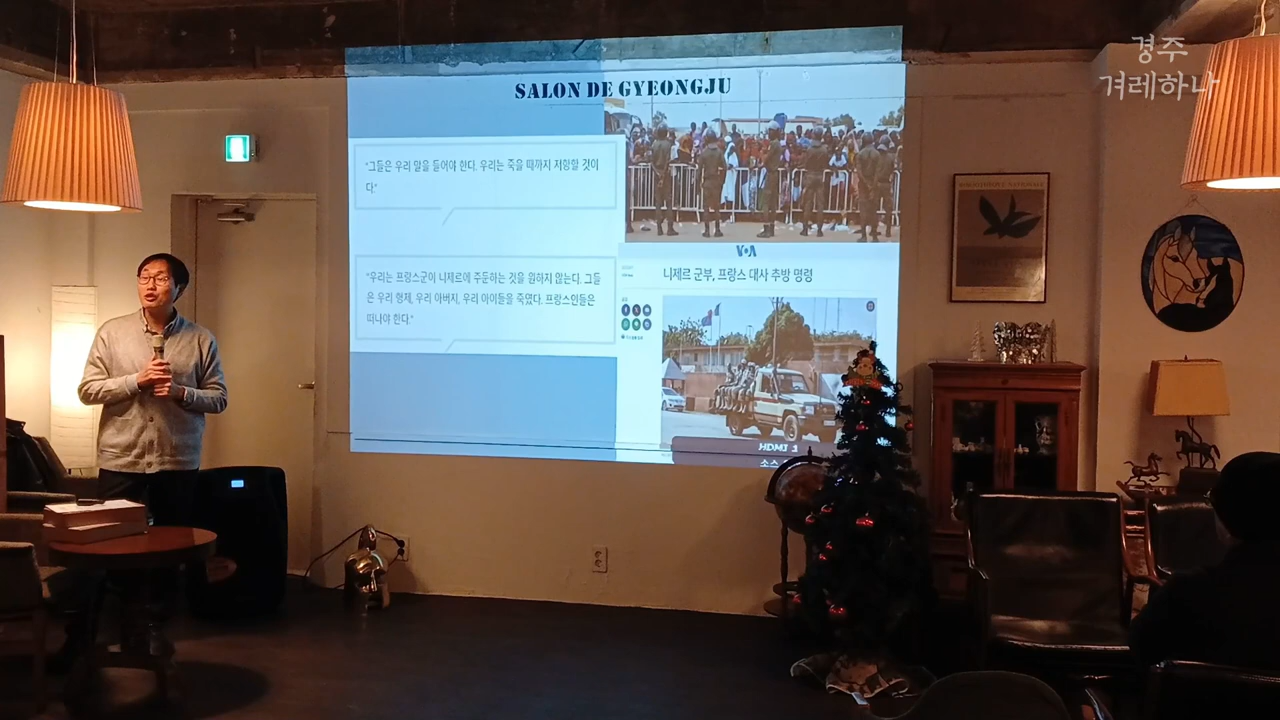 경주
겨레하나
SALON DE GYEONGJU
"그들은 우리 말을 들어야 한다. 우리는 죽을 때까지 저항할 것이
다."
"우리는 프랑스군이 니제르에 주둔하는 것을 원하지 않는다. 그들
은 우리 형제, 우리 아버지, 우리 아이들을 죽였다. 프랑스인들은
떠나야 한다."
VOA
니제르 군부, 프랑스 대사 추방 명령
HDMI 1
소스